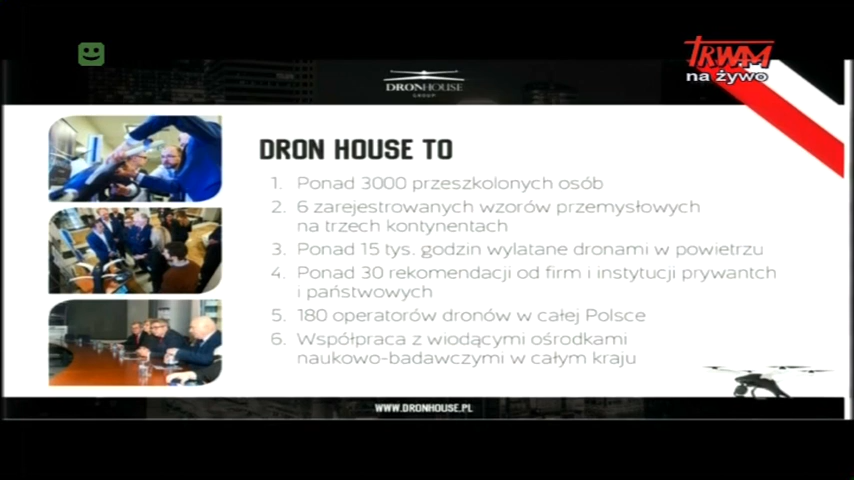 TRWAM
na żywo
DRONHOUSE
GROUP
DRON HOUSE TO
1. Ponad 3000 przeszkolonych osób
2. 6 zarejestrowanych wzorów przemysłowych
na trzech kontynentach
3. Ponad 15 tys. godzin wylatane dronami w powietrzu
4. Ponad 30 rekomendacji od firm i instytucji prywantch
i państwowych
5. 180 operatorów dronów w całej Polsce
6. Współpraca z wiodącymi ośrodkami
naukowo-badawczymi w całym kraju
WWW.DRONHOUSE.PL